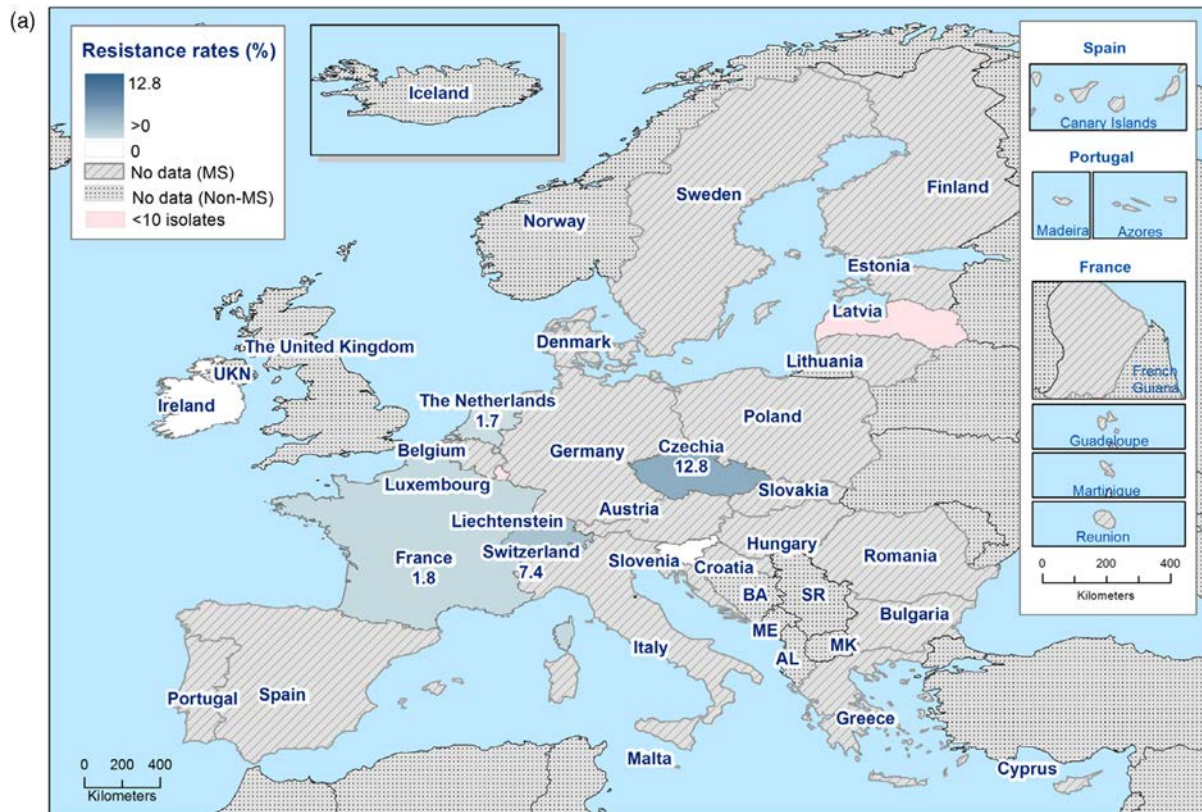 (a)
Resistance rates (%)
12.8
>0
0
No data (MS)
No data (Non-MS)
<10 isolates
Iceland
Norway
Sweden
Finland
Estonia
Latvia
Lithuania
Denmark
The United Kingdom
UKN
Ireland
The Netherlands
1.7
Belgium
Luxembourg
Germany
Poland
Czechia
12.8
Slovakia
Austria
Liechtenstein
Switzerland
7.4
France
1.8
Slovenia
Hungary
Croatia
Romania
BA
SR
Bulgaria
ME
MK
AL
Italy
Portugal
Spain
Greece
Malta
Cyprus
0 200 400
Kilometers
Spain
Canary Islands
Portugal
Madeira
Azores
France
French
Guiana
Guadeloupe
Martinique
Reunion
0 200 400
Kilometers